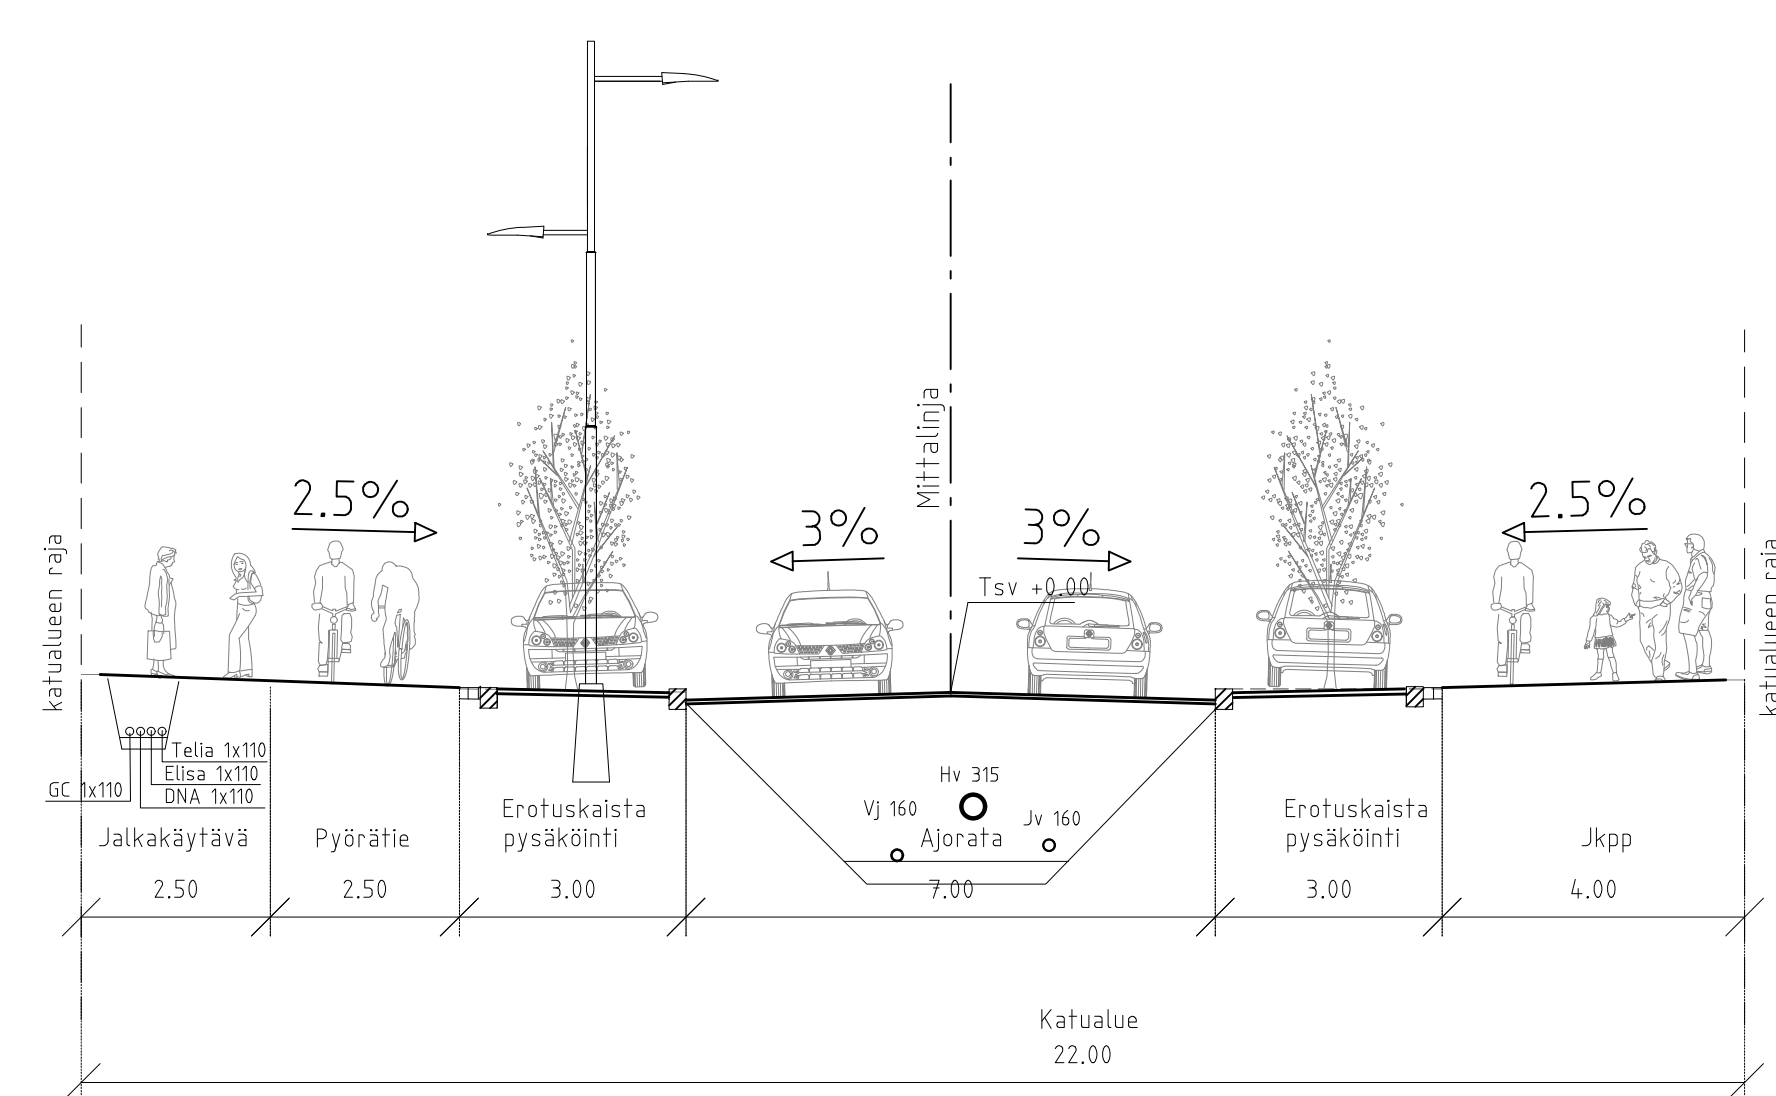 katualueen raja
2.5%
3%
Mittalinja
3%
Tsv +0.00
2.5%
katualueen raja
Telia 1x110
Elisa 1x110
GC 1x110
DNA 1x110
Hv 315
Vj 160
Jv 160
Jalkakäytävä
2.50
Pyörätie
2.50
Erotuskaista
pysäköinti
3.00
Ajorata
7.00
Erotuskaista
pysäköinti
3.00
Jkpp
4.00
Katualue
22.00